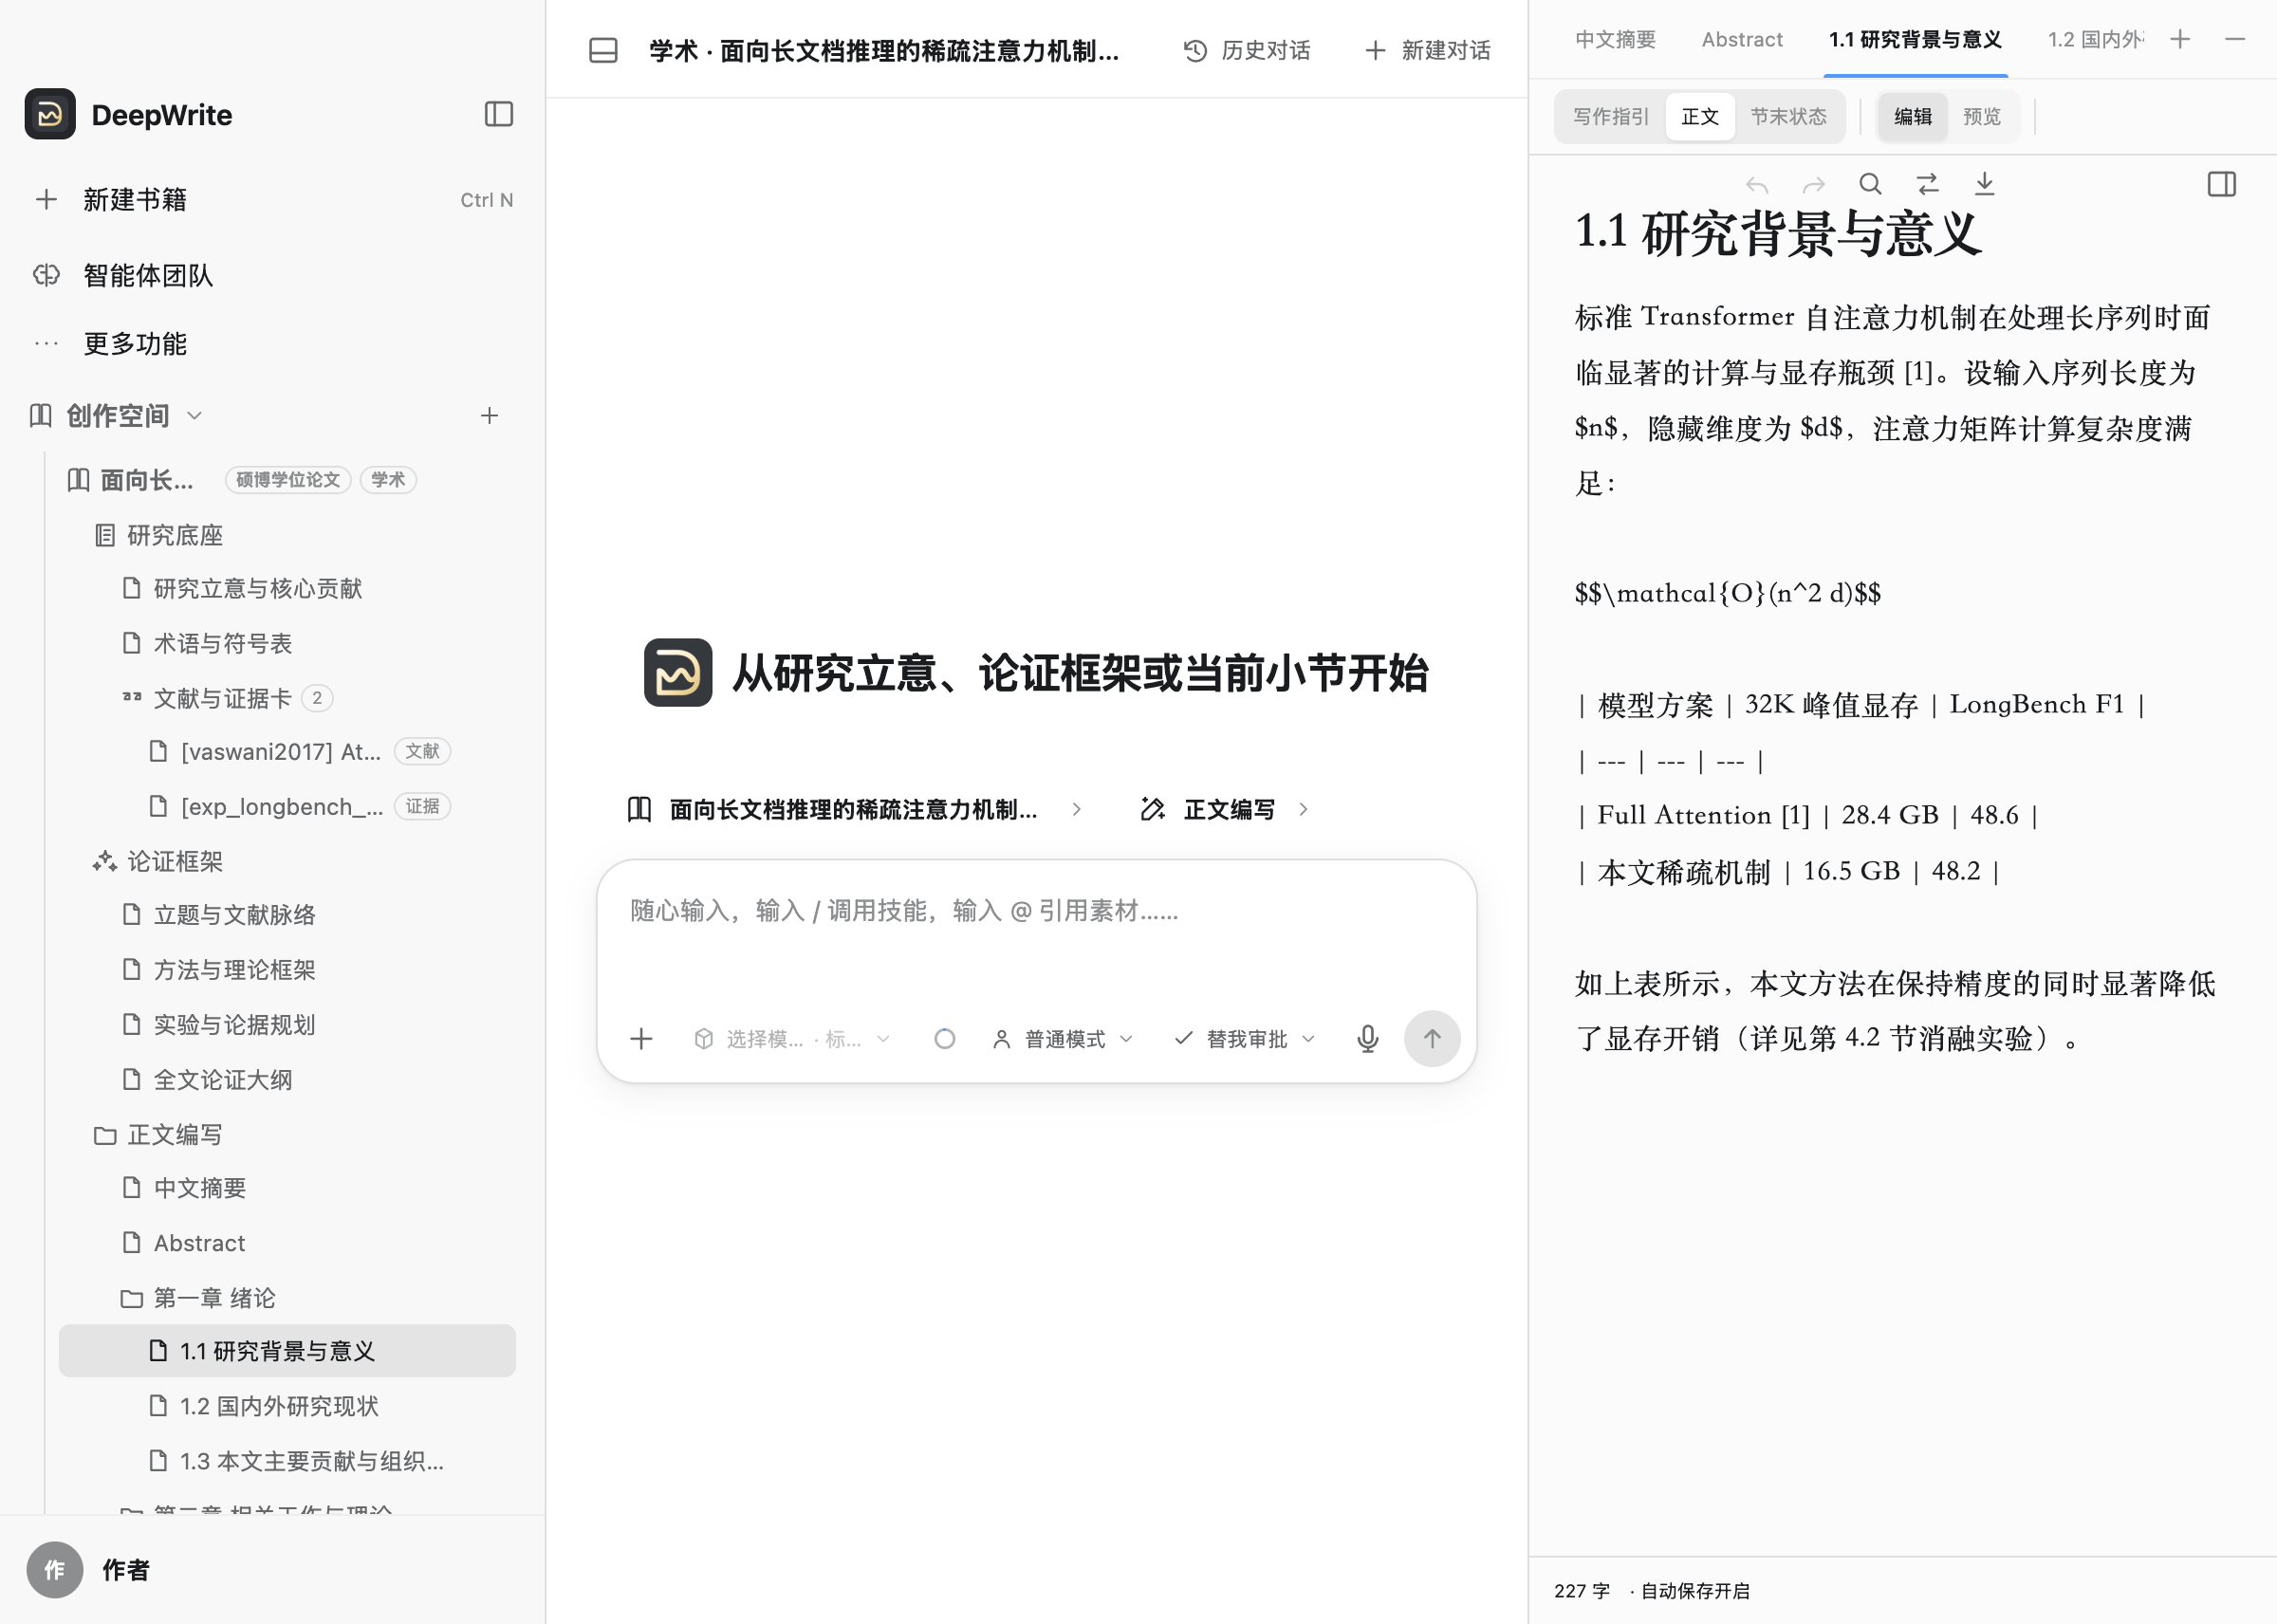 DeepWrite
新建书籍 Ctrl N
智能体团队
更多功能
创作空间
面向长... 硕博学位论文 学术
研究底座
研究立意与核心贡献
术语与符号表
文献与证据卡 2
[vaswani2017] At... 文献
[exp_longbench_... 证据
论证框架
立题与文献脉络
方法与理论框架
实验与论据规划
全文论证大纲
正文编写
中文摘要
Abstract
第一章 绪论
1.1 研究背景与意义
1.2 国内外研究现状
1.3 本文主要贡献与组织...
第二章 相关工作与理论
作 作者
学术 · 面向长文档推理的稀疏注意力机制... 历史对话 新建对话
从研究立意、论证框架或当前小节开始
面向长文档推理的稀疏注意力机制... 正文编写
随心输入，输入 / 调用技能，输入 @ 引用素材......
选择模... · 标... 普通模式 替我审批
中文摘要 Abstract 1.1 研究背景与意义 1.2 国内外
写作指引 正文 节末状态 编辑 预览
1.1 研究背景与意义
标准 Transformer 自注意力机制在处理长序列时面
临显著的计算与显存瓶颈 [1]。设输入序列长度为
$n$，隐藏维度为 $d$，注意力矩阵计算复杂度满
足：
$$\mathcal{O}(n^2 d)$$
| 模型方案 | 32K 峰值显存 | LongBench F1 |
| --- | --- | --- |
| Full Attention [1] | 28.4 GB | 48.6 |
| 本文稀疏机制 | 16.5 GB | 48.2 |
如上表所示，本文方法在保持精度的同时显著降低
了显存开销（详见第 4.2 节消融实验）。
227 字 · 自动保存开启